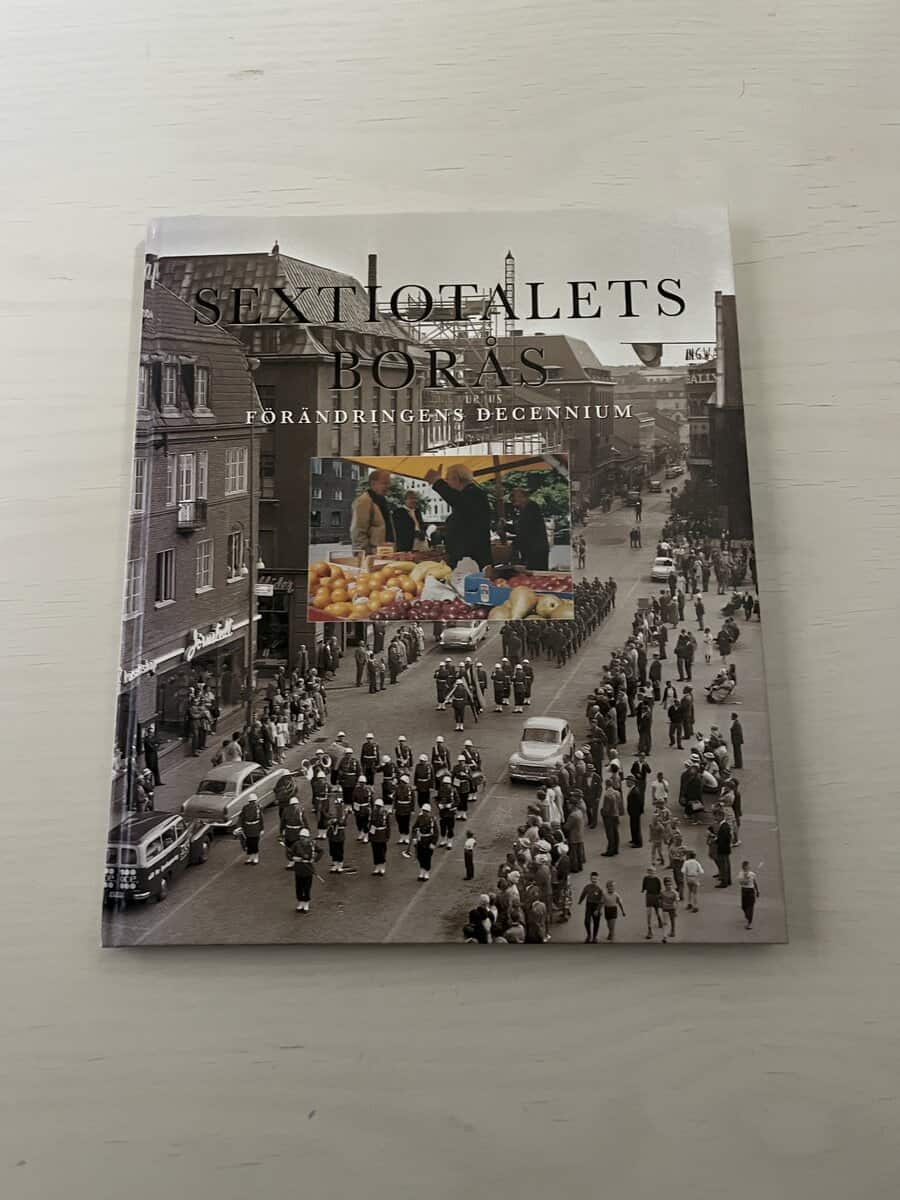 SEXTIOTALETS
BORÅS
FÖRÄNDRINGENS DECENNIUM